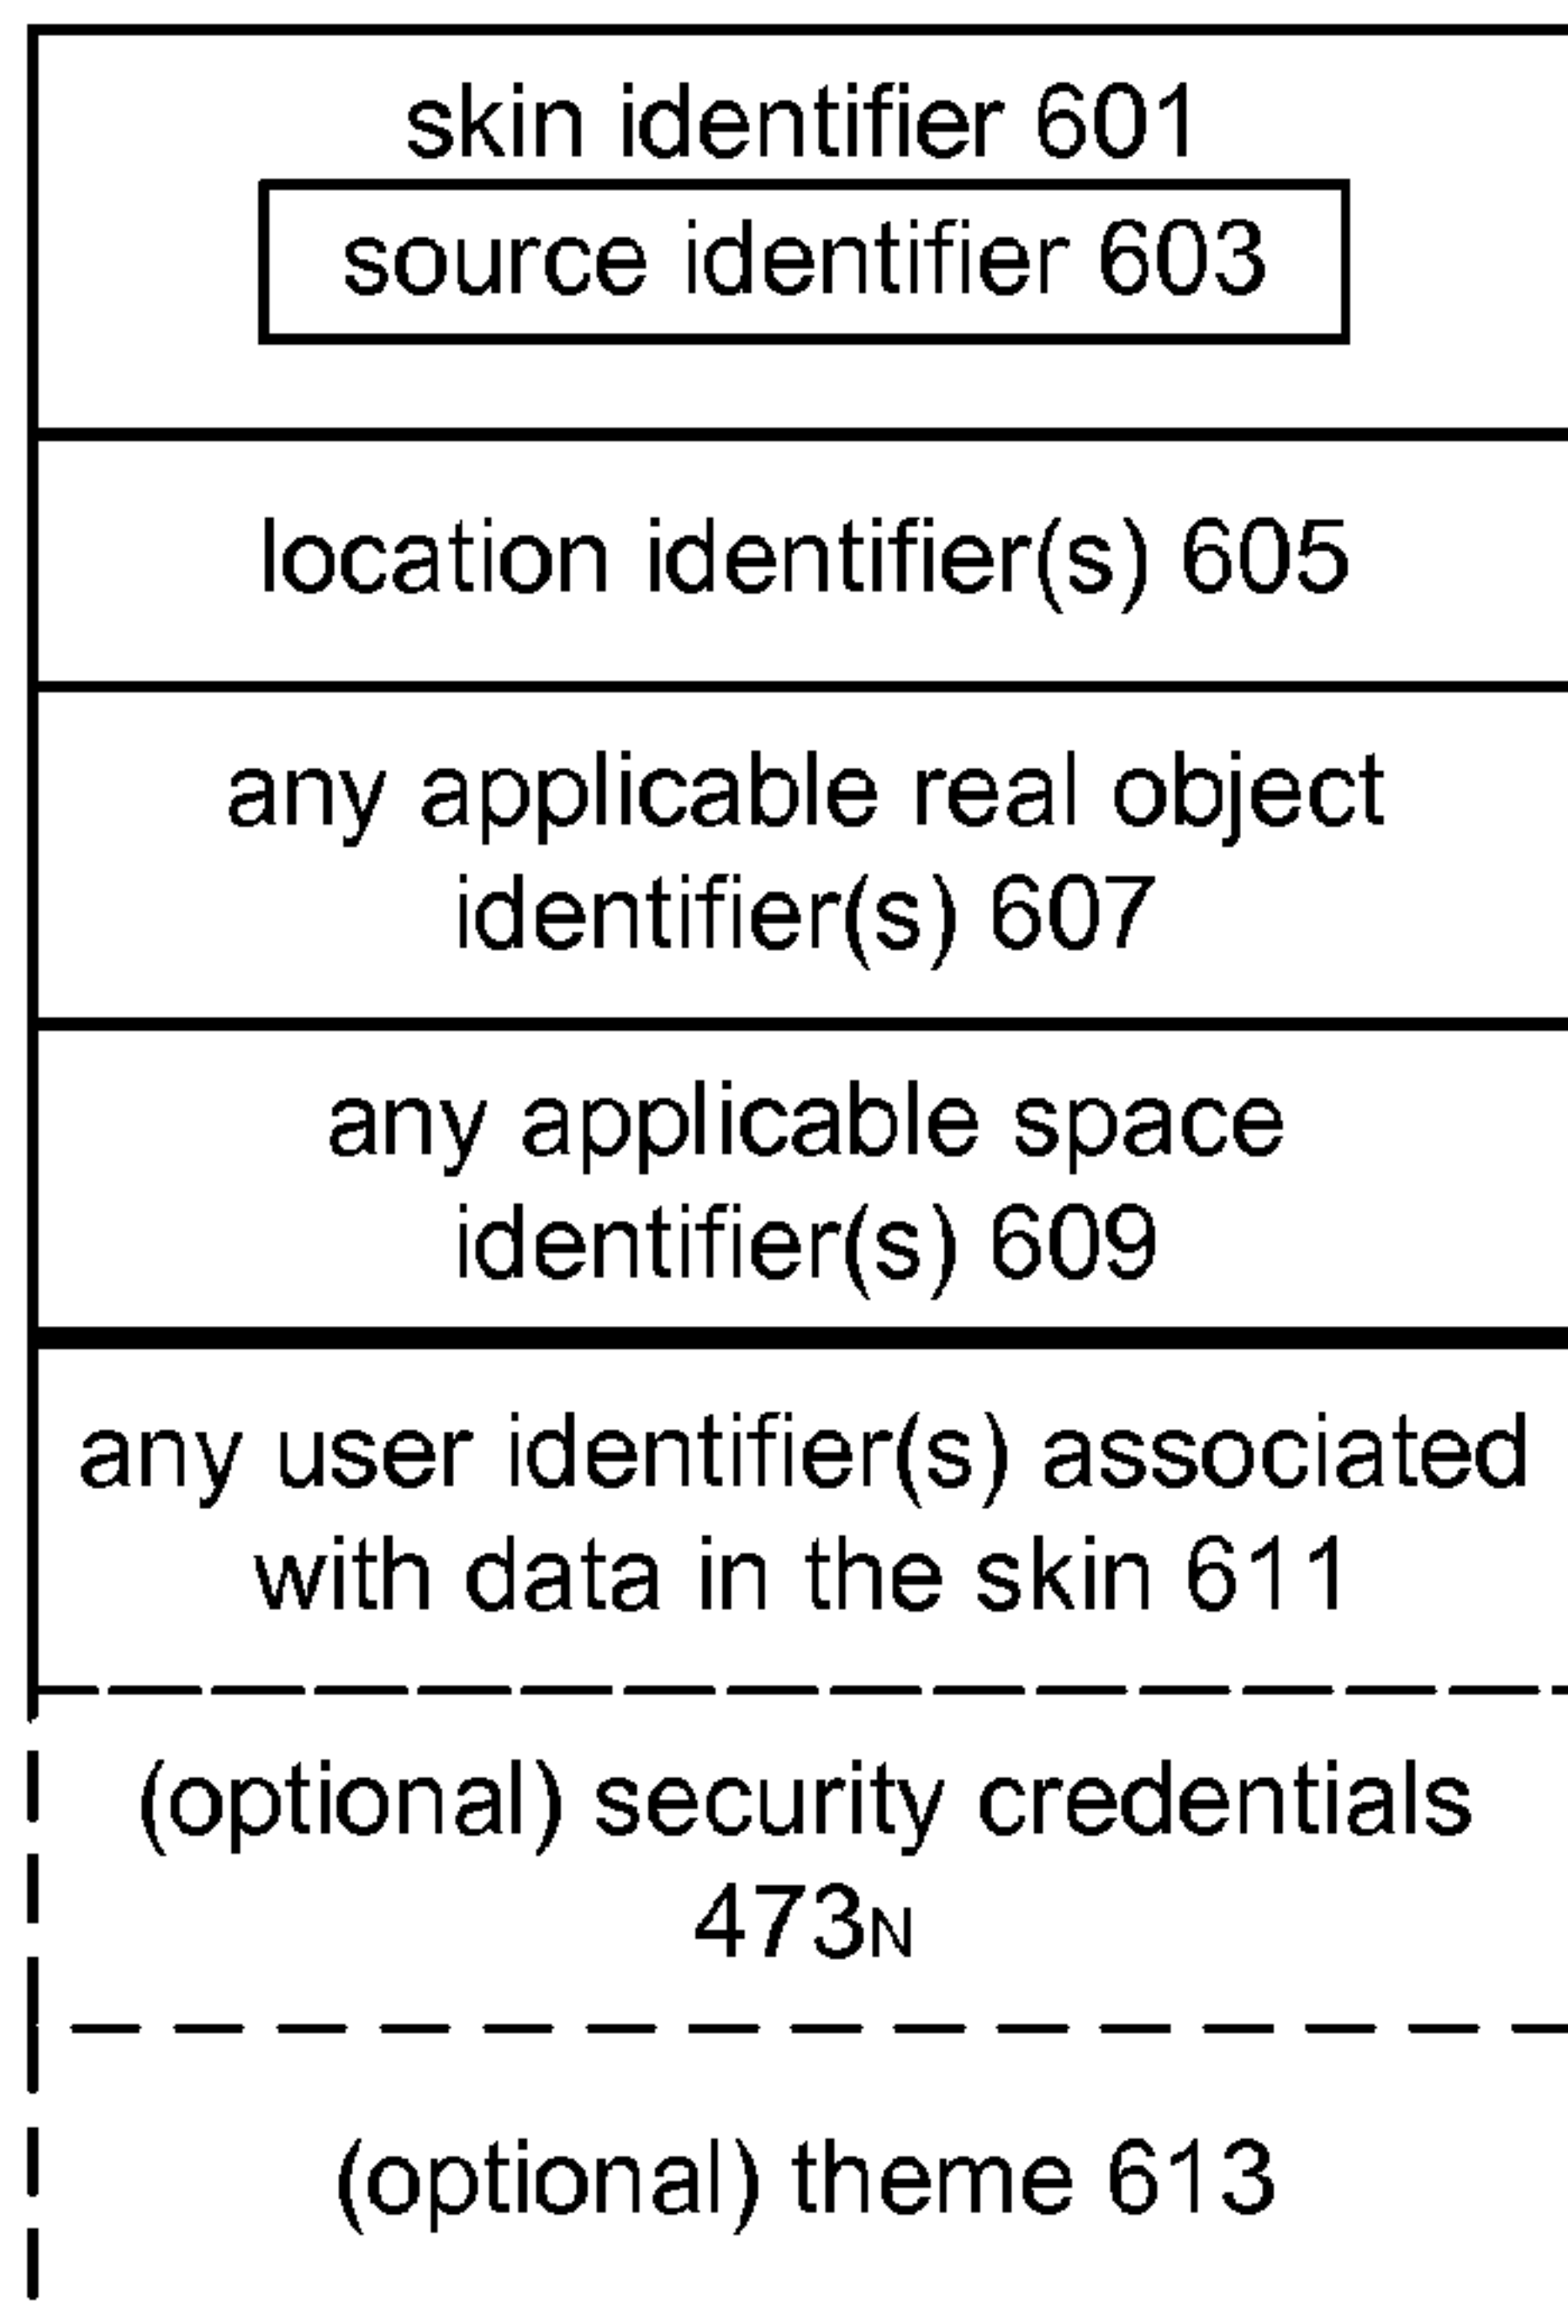 skin identifier 601
source identifier 603
location identifier(s) 605
any applicable real object
identifier(s) 607
any applicable space
identifier(s) 609
any user identifier(s) associated
with data in the skin 611
(optional) security credentials
473N
(optional) theme 613